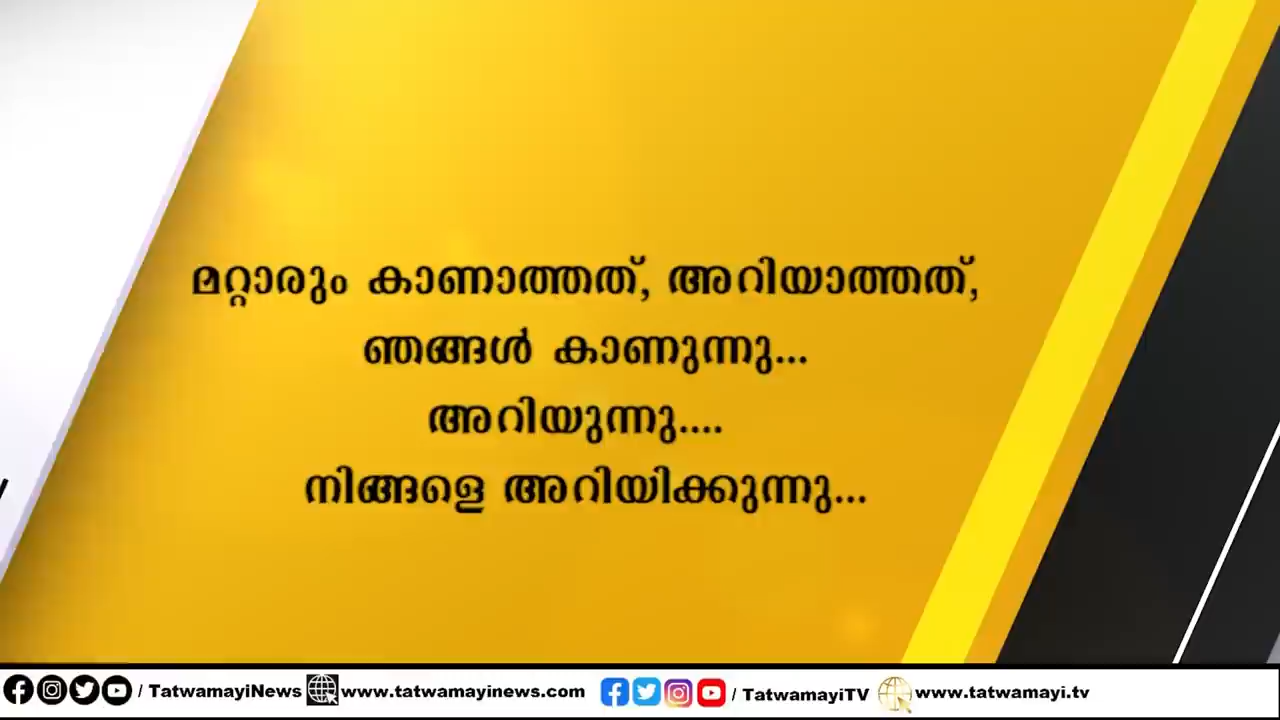 മറ്റാരും കാണാത്തത്, അറിയാത്തത്,
ഞങ്ങൾ കാണുന്നു...
അറിയുന്നു....
നിങ്ങളെ അറിയിക്കുന്നു...
/ TatwamayiNews www.tatwamayinews.com / TatwamayiTV www.tatwamayi.tv